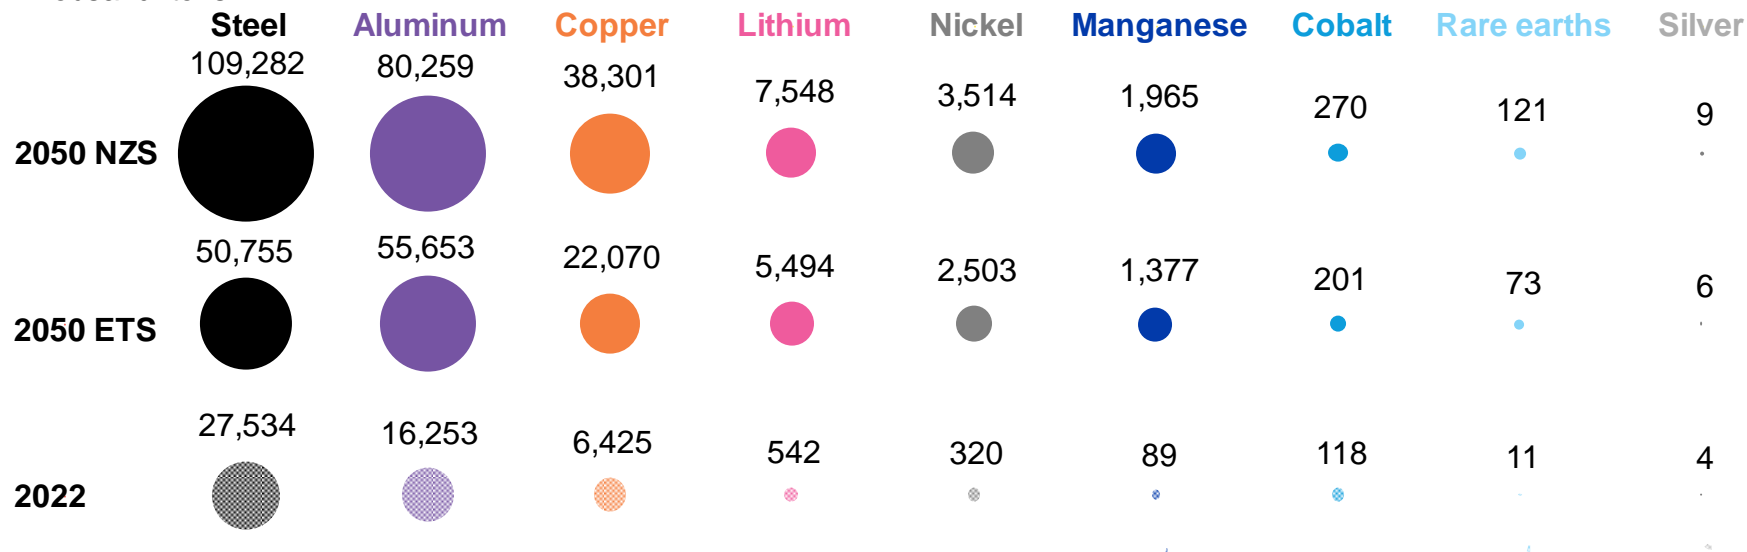 Steel Aluminum Copper Lithium Nickel Manganese Cobalt Rare earths Silver
109,282 80,259 38,301 7,548 3,514 1,965 270 121 9
2050 NZS
50,755 55,653 22,070 5,494 2,503 1,377 201 73 6
2050 ETS
27,534 16,253 6,425 542 320 89 118 11 4
2022